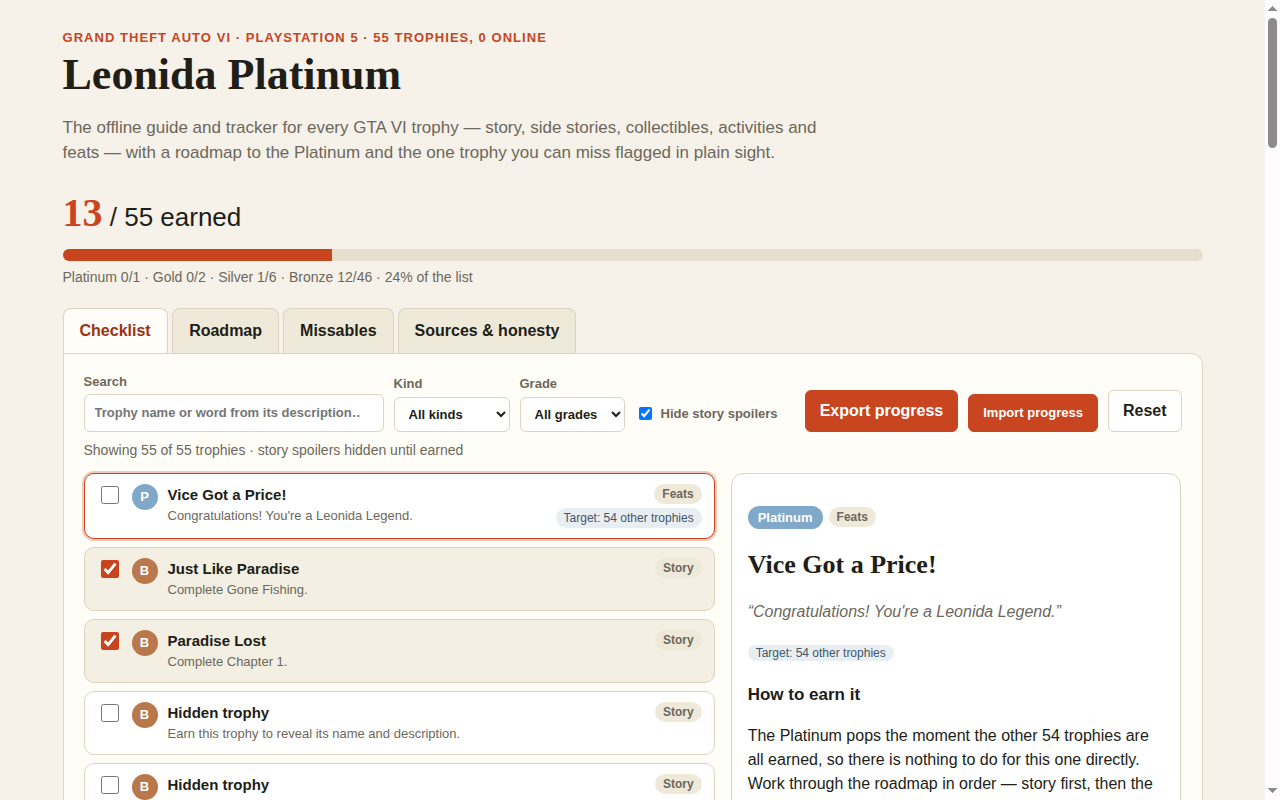 GRAND THEFT AUTO VI · PLAYSTATION 5 · 55 TROPHIES, 0 ONLINE
Leonida Platinum
The offline guide and tracker for every GTA VI trophy — story, side stories, collectibles, activities and
feats — with a roadmap to the Platinum and the one trophy you can miss flagged in plain sight.
13 / 55 earned
Platinum 0/1 · Gold 0/2 · Silver 1/6 · Bronze 12/46 · 24% of the list
Checklist Roadmap Missables Sources & honesty
Search Kind Grade
Trophy name or word from its description.. All kinds All grades Hide story spoilers Export progress Import progress Reset
Showing 55 of 55 trophies · story spoilers hidden until earned
P Vice Got a Price! Feats
Congratulations! You're a Leonida Legend. Target: 54 other trophies
B Just Like Paradise Story
Complete Gone Fishing.
B Paradise Lost Story
Complete Chapter 1.
B Hidden trophy Story
Earn this trophy to reveal its name and description.
B Hidden trophy Story
Platinum Feats
Vice Got a Price!
“Congratulations! You're a Leonida Legend.”
Target: 54 other trophies
How to earn it
The Platinum pops the moment the other 54 trophies are
all earned, so there is nothing to do for this one directly.
Work through the roadmap in order — story first, then the